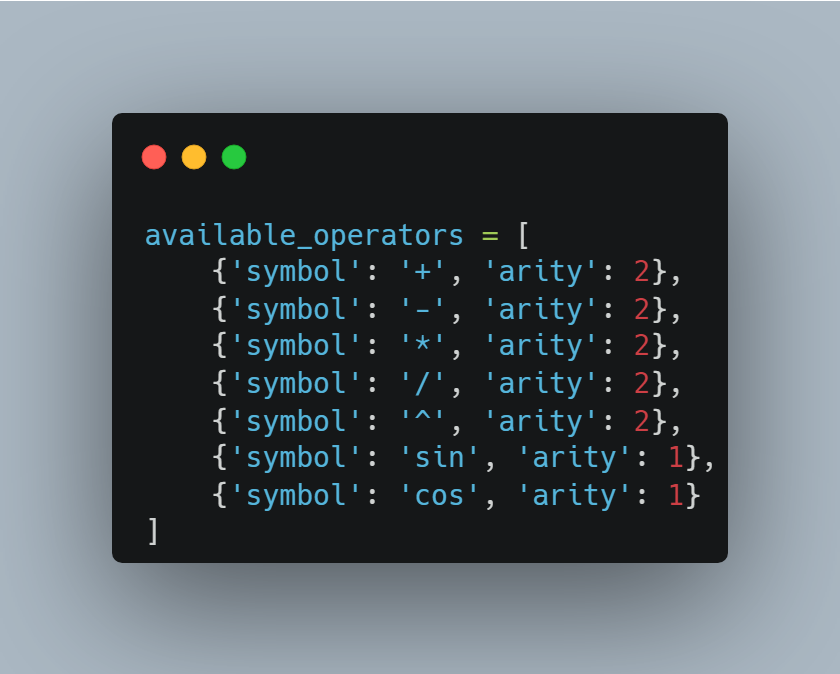 available_operators = [
    {'symbol': '+', 'arity': 2},
    {'symbol': '-', 'arity': 2},
    {'symbol': '*', 'arity': 2},
    {'symbol': '/', 'arity': 2},
    {'symbol': '^', 'arity': 2},
    {'symbol': 'sin', 'arity': 1},
    {'symbol': 'cos', 'arity': 1}
]